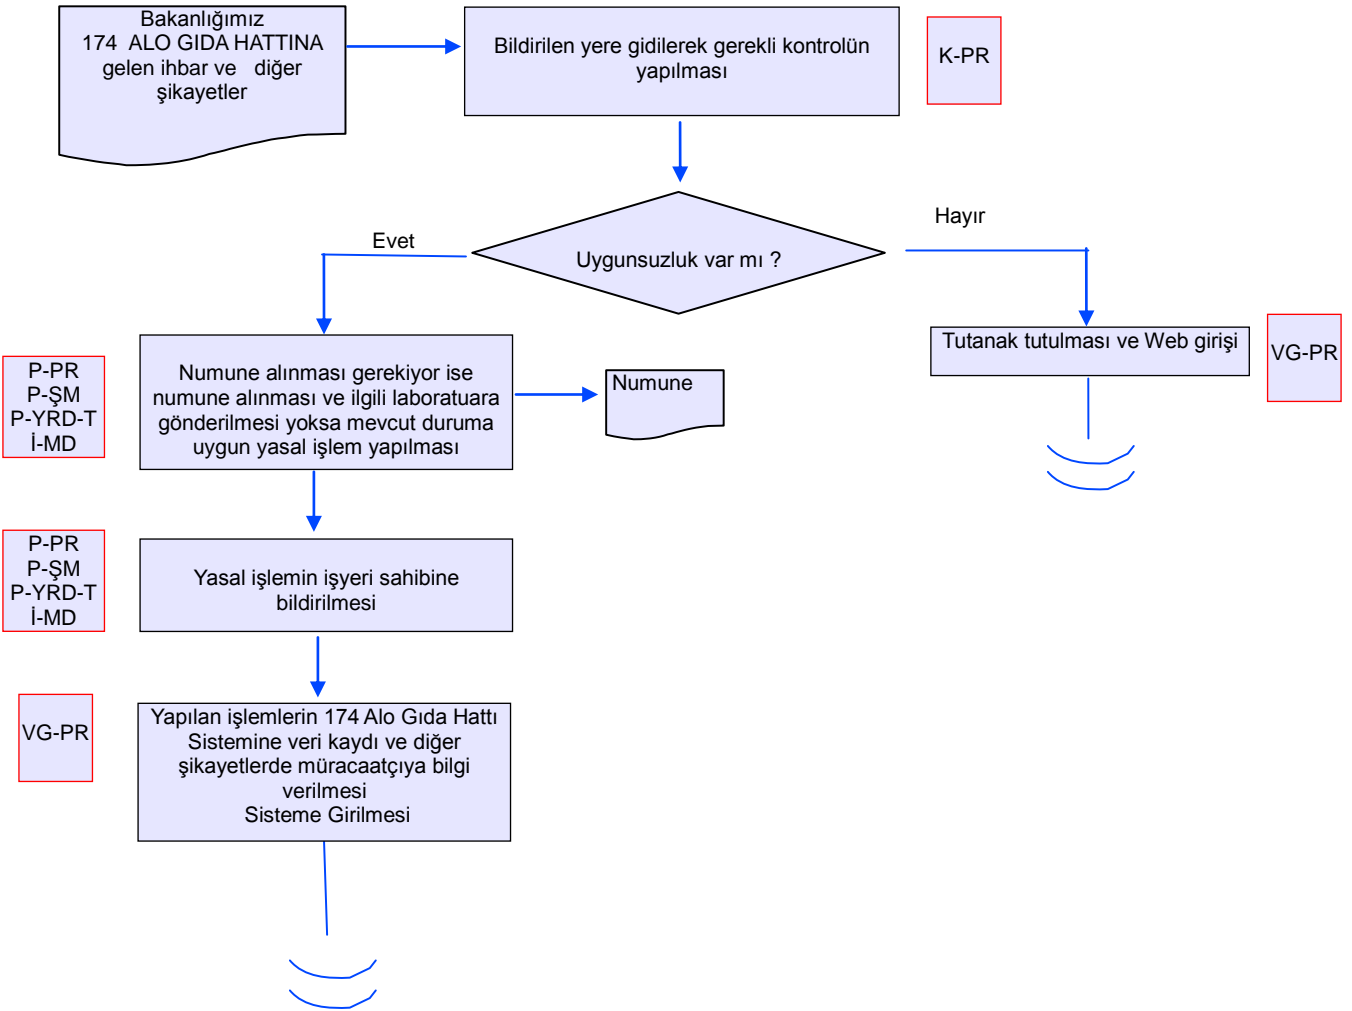 Bakanlığımız
174 ALO GIDA HATTINA
gelen ihbar ve diğer
şikayetler
Bildirilen yere gidilerek gerekli kontrolün
yapılması
K-PR
Uygunsuzluk var mı ?
Evet
Hayır
Tutanak tutulması ve Web girişi
VG-PR
P-PR
P-ŞM
P-YRD-T
İ-MD
Numune alınması gerekiyor ise
numune alınması ve ilgili laboratuara
gönderilmesi yoksa mevcut duruma
uygun yasal işlem yapılması
Numune
P-PR
P-ŞM
P-YRD-T
İ-MD
Yasal işlemin işyeri sahibine
bildirilmesi
VG-PR
Yapılan işlemlerin 174 Alo Gıda Hattı
Sistemine veri kaydı ve diğer
şikayetlerde müracaatçıya bilgi
verilmesi
Sisteme Girilmesi